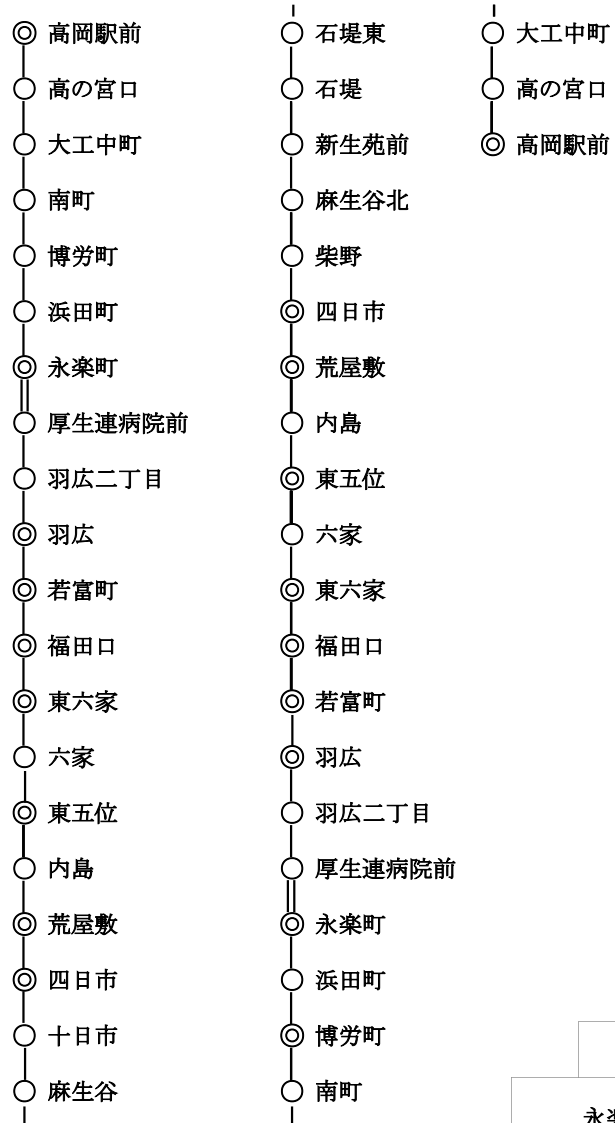 高岡駅前
高の宮口
大工中町
南町
博労町
浜田町
永楽町
厚生連病院前
羽広二丁目
羽広
若富町
福田口
東六家
六家
東五位
内島
荒屋敷
四日市
十日市
麻生谷
石堤東
石堤
新生苑前
麻生谷北
柴野
四日市
荒屋敷
内島
東五位
六家
東六家
福田口
若富町
羽広
羽広二丁目
厚生連病院前
永楽町
浜田町
博労町
南町
大工中町
高の宮口
高岡駅前